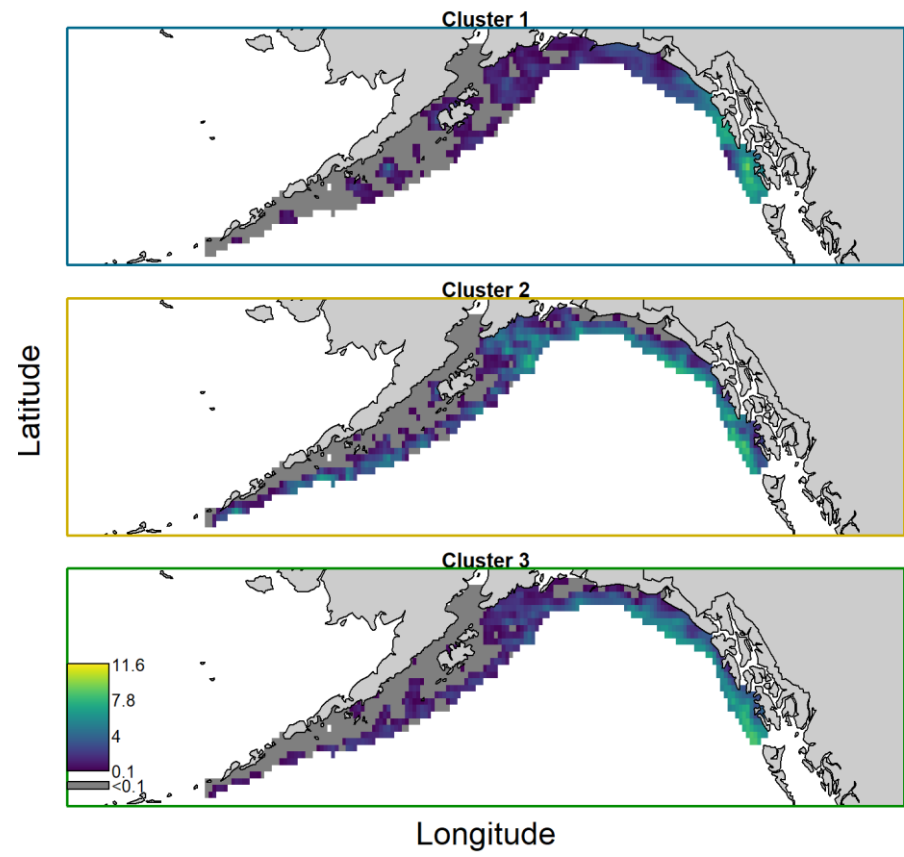 Cluster 1
Cluster 2
Latitude
Cluster 3
11.6
7.8
4
0.1
<0.1
Longitude